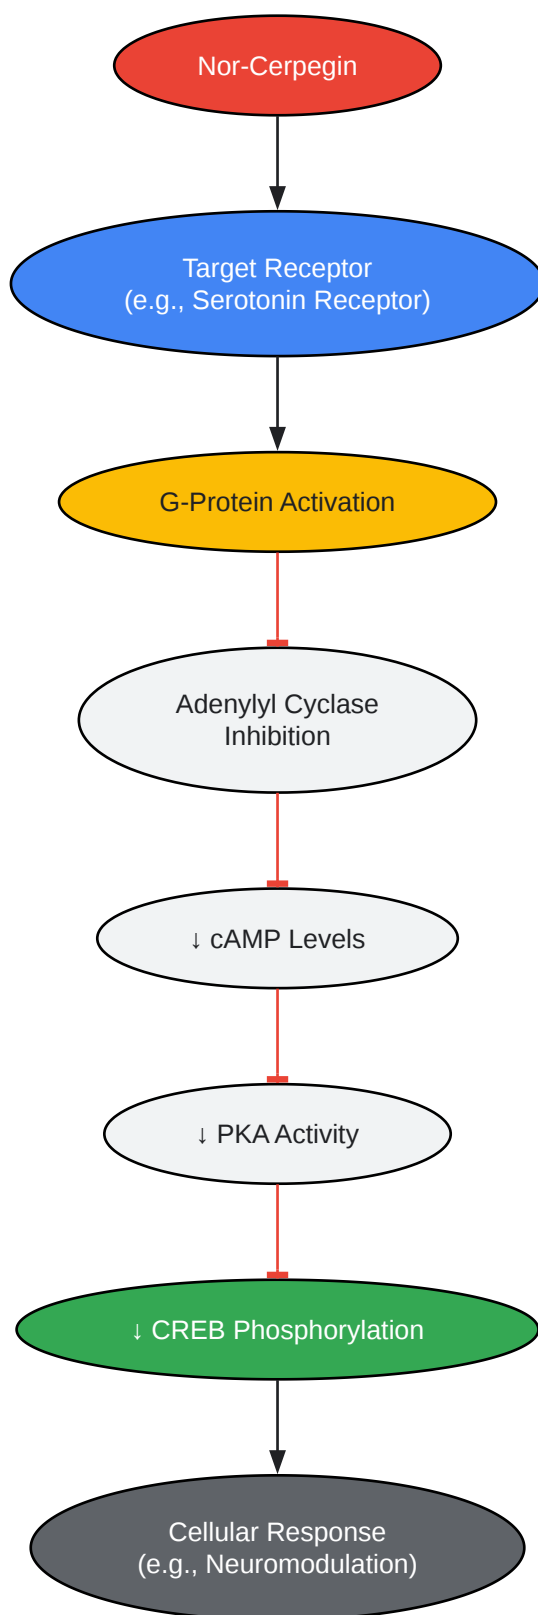 Nor-Cerpegin
Target Receptor
(e.g., Serotonin Receptor)
G-Protein Activation
Adenylyl Cyclase
Inhibition
↓ cAMP Levels
↓ PKA Activity
↓ CREB Phosphorylation
Cellular Response
(e.g., Neuromodulation)